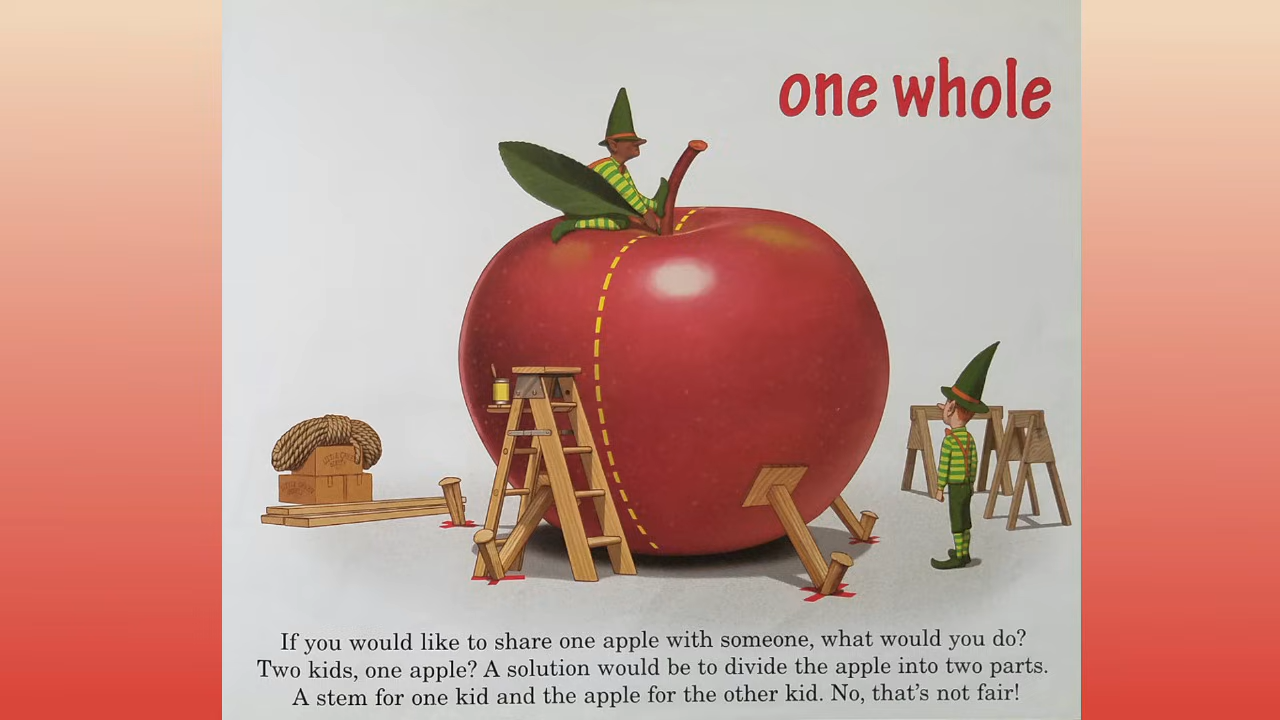 one whole
If you would like to share one apple with someone, what would you do?
Two kids, one apple? A solution would be to divide the apple into two parts.
A stem for one kid and the apple for the other kid. No, that's not fair!